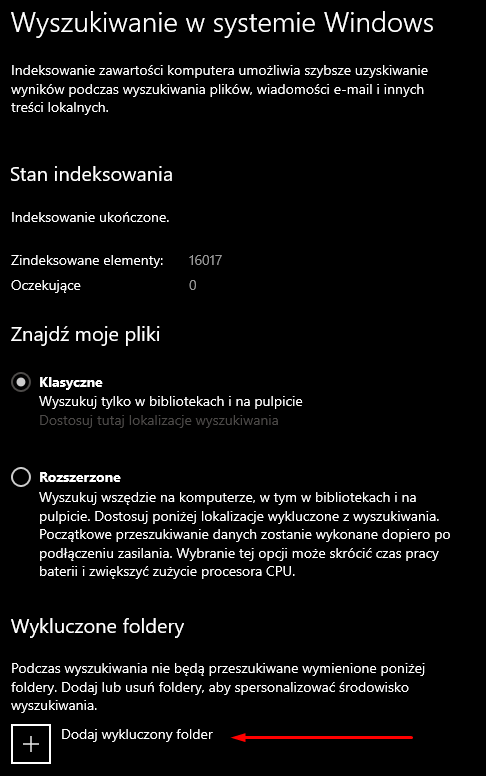 Wyszukiwanie w systemie Windows
Indeksowanie zawartości komputera umożliwia szybsze uzyskiwanie
wyników podczas wyszukiwania plików, wiadomości e-mail i innych
treści lokalnych.
Stan indeksowania
Indeksowanie ukończone.
Zindeksowane elementy: 16017
Oczekujące 0
Znajdź moje pliki
Klasyczne
Wyszukuj tylko w bibliotekach i na pulpicie
Dostosuj tutaj lokalizacje wyszukiwania
Rozszerzone
Wyszukuj wszędzie na komputerze, w tym w bibliotekach i na
pulpicie. Dostosuj poniżej lokalizacje wykluczone z wyszukiwania.
Początkowe przeszukiwanie danych zostanie wykonane dopiero po
podłączeniu zasilania. Wybranie tej opcji może skrócić czas pracy
baterii i zwiększyć zużycie procesora CPU.
Wykluczone foldery
Podczas wyszukiwania nie będą przeszukiwane wymienione poniżej
foldery. Dodaj lub usuń foldery, aby spersonalizować środowisko
wyszukiwania.
Dodaj wykluczony folder